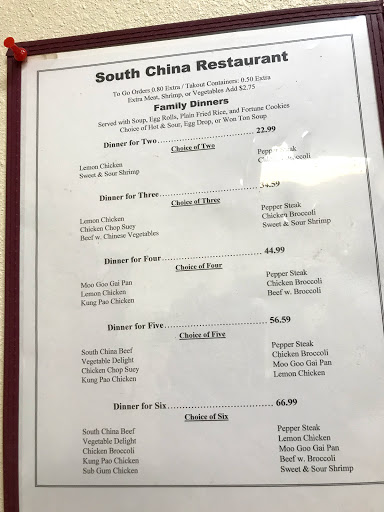 South China Restaurant
To Go Orders 0.80 Extra / Takout Containers: 0.50 Extra
Extra Meat, Shrimp, or Vegetables Add $2.75
Family Dinners
Served with Soup, Egg Rolls, Plain Fried Rice, and Fortune Cookies
Choice of Hot & Sour, Egg Drop, or Won Ton Soup
Dinner for Two.................................. 22.99
Choice of Two
Lemon Chicken Pepper Steak
Sweet & Sour Shrimp Chicken Broccoli
Dinner for Three.................................. 34.59
Choice of Three
Lemon Chicken Pepper Steak
Chicken Chop Suey Chicken Broccoli
Beef w. Chinese Vegetables Sweet & Sour Shrimp
Dinner for Four.................................. 44.99
Choice of Four
Moo Goo Gai Pan Pepper Steak
Lemon Chicken Chicken Broccoli
Kung Pao Chicken Beef w. Broccoli
Dinner for Five.................................. 56.59
Choice of Five
South China Beef Pepper Steak
Vegetable Delight Chicken Broccoli
Chicken Chop Suey Moo Goo Gai Pan
Kung Pao Chicken Lemon Chicken
Dinner for Six.................................. 66.99
Choice of Six
South China Beef Pepper Steak
Vegetable Delight Lemon Chicken
Chicken Broccoli Moo Goo Gai Pan
Kung Pao Chicken Beef w. Broccoli
Sub Gum Chicken Sweet & Sour Shrimp